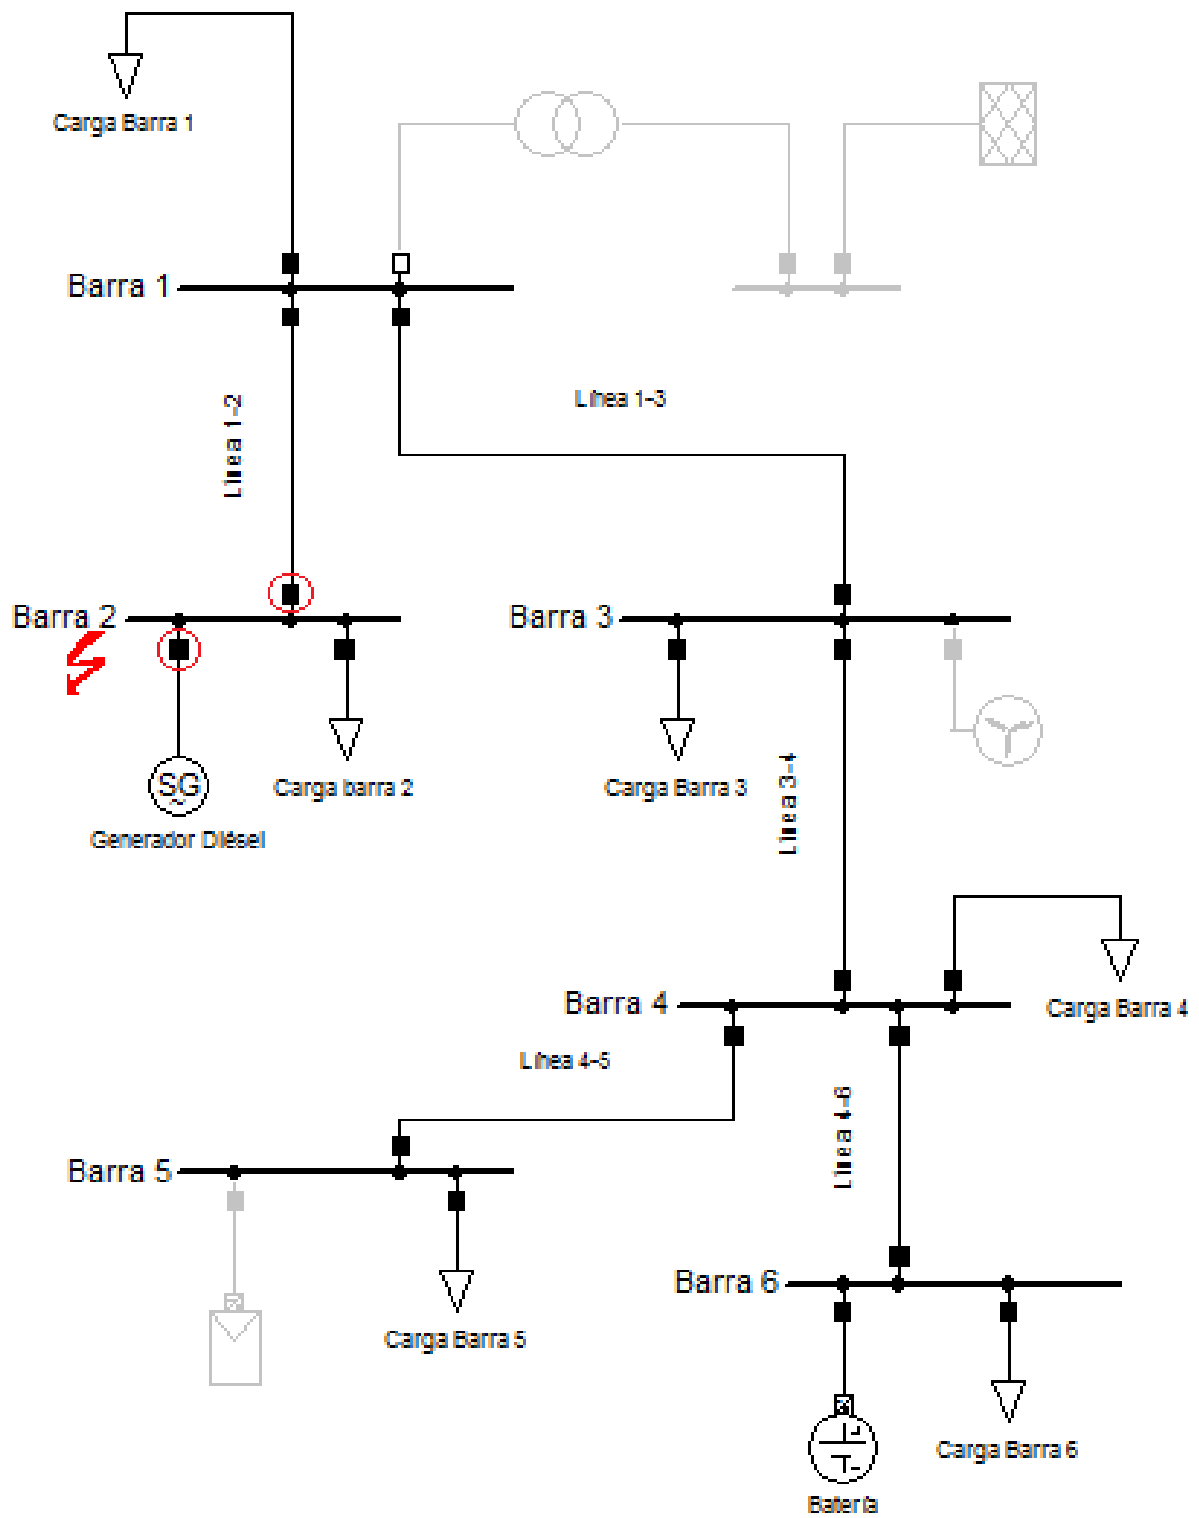 Carga Barra 1
Barra 1
Línea 1-3
Línea 1-2
Barra 2
Barra 3
SG
~
Carga barra 2
Carga Barra 3
Generador Diésel
Línea 3-4
Barra 4
Carga Barra 4
Línea 4-5
Línea 4-6
Barra 5
Barra 6
Carga Barra 5
Carga Barra 6
Batería